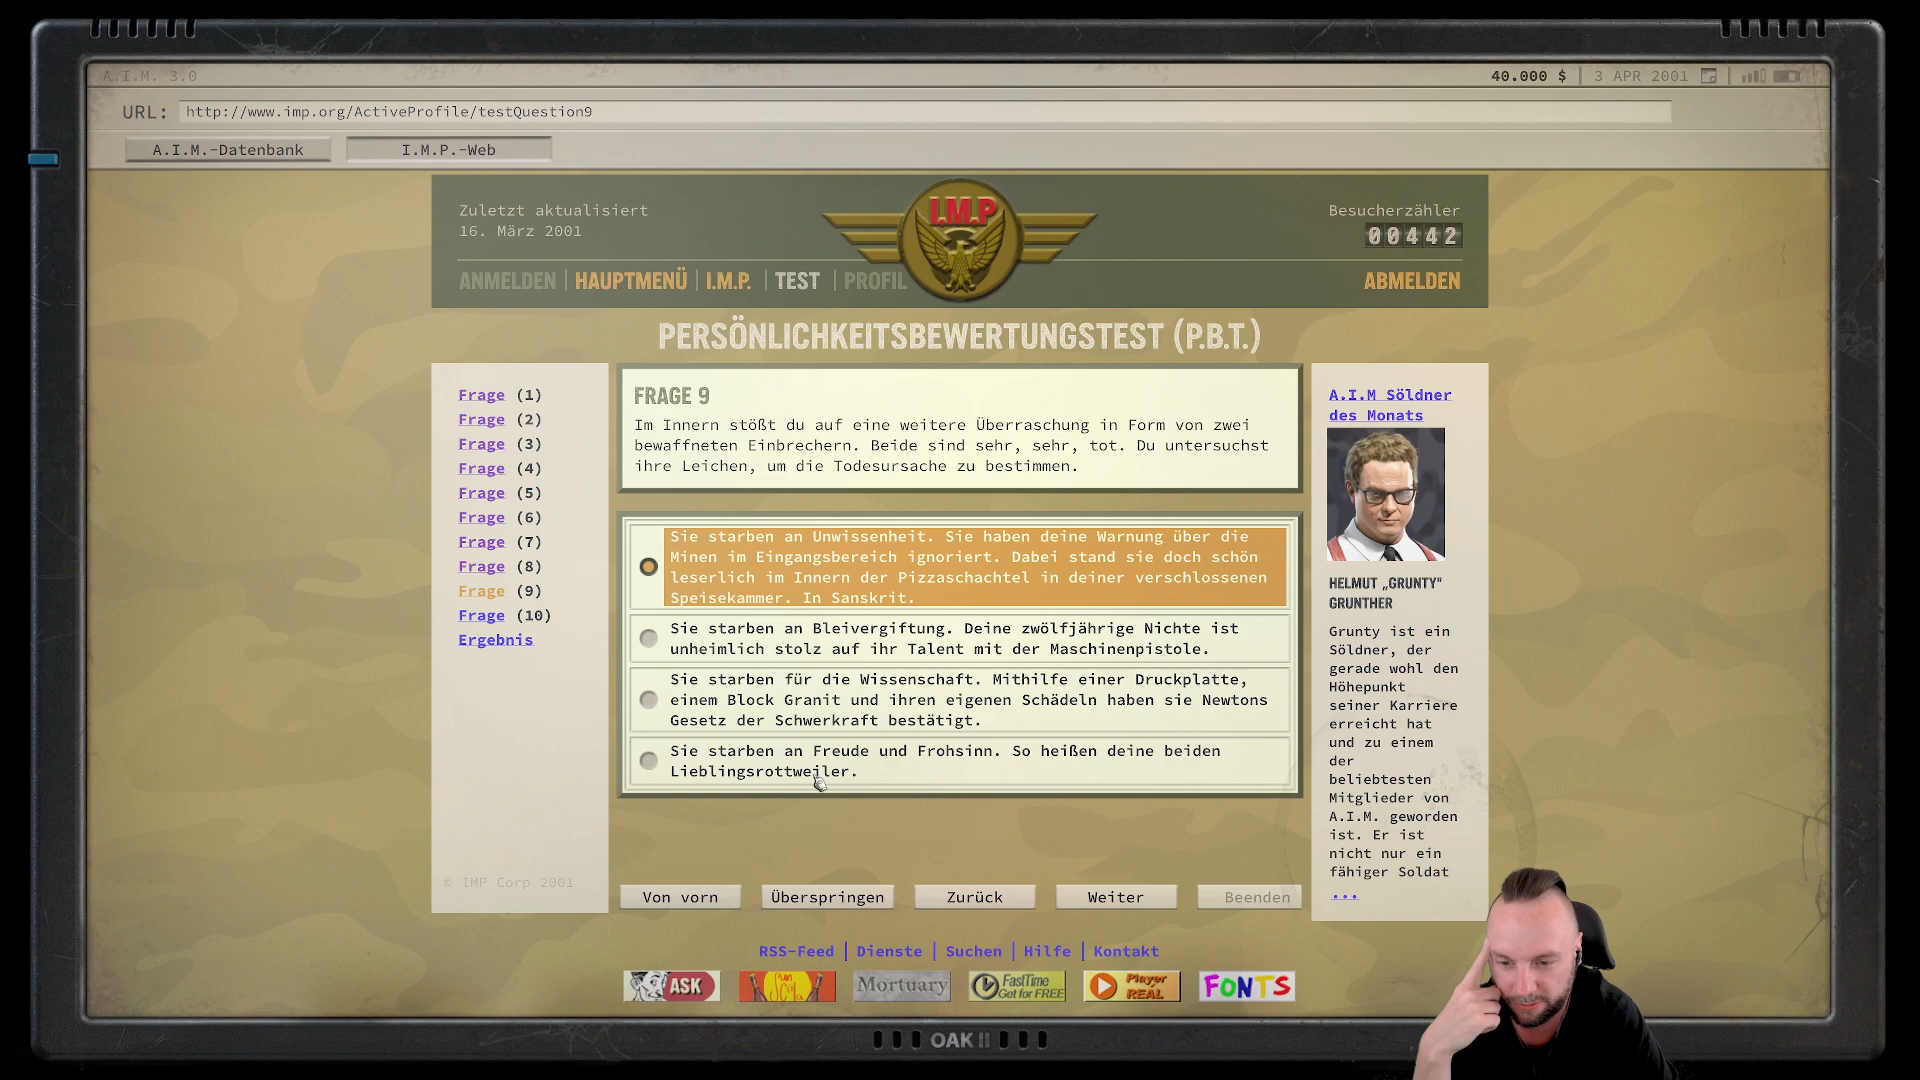 A.I.M. 3.0
40.000 $
3 APR 2001
URL:
http://www.imp.org/ActiveProfile/testQuestion9
A.I.M.-Datenbank
I.M.P.-Web
Zuletzt aktualisiert
16. März 2001
I.M.P
Besucherzähler
00442
ANMELDEN
HAUPTMENÜ
I.M.P.
TEST
PROFIL
ABMELDEN
PERSÖNLICHKEITSBEWERTUNGSTEST (P.B.T.)
Frage (1)
Frage (2)
Frage (3)
Frage (4)
Frage (5)
Frage (6)
Frage (7)
Frage (8)
Frage (9)
Frage (10)
Ergebnis
© IMP Corp 2001
FRAGE 9
Im Innern stößt du auf eine weitere Überraschung in Form von zwei
bewaffneten Einbrechern. Beide sind sehr, sehr, tot. Du untersuchst
ihre Leichen, um die Todesursache zu bestimmen.
Sie starben an Unwissenheit. Sie haben deine Warnung über die
Minen im Eingangsbereich ignoriert. Dabei stand sie doch schön
leserlich im Innern der Pizzaschachtel in deiner verschlossenen
Speisekammer. In Sanskrit.
Sie starben an Bleivergiftung. Deine zwölfjährige Nichte ist
unheimlich stolz auf ihr Talent mit der Maschinenpistole.
Sie starben für die Wissenschaft. Mithilfe einer Druckplatte,
einem Block Granit und ihren eigenen Schädeln haben sie Newtons
Gesetz der Schwerkraft bestätigt.
Sie starben an Freude und Frohsinn. So heißen deine beiden
Lieblingsrottweiler.
A.I.M Söldner
des Monats
HELMUT „GRUNTY"
GRUNTHER
Grunty ist ein
Söldner, der
gerade wohl den
Höhepunkt
seiner Karriere
erreicht hat
und zu einem
der
beliebtesten
Mitglieder von
A.I.M. geworden
ist. Er ist
nicht nur ein
fähiger Soldat
...
Von vorn
Überspringen
Zurück
Weiter
Beenden
RSS-Feed
Dienste
Suchen
Hilfe
Kontakt
ASK
Mortuary
FastTime
Get for FREE
Player
REAL
FONTS
OAK II